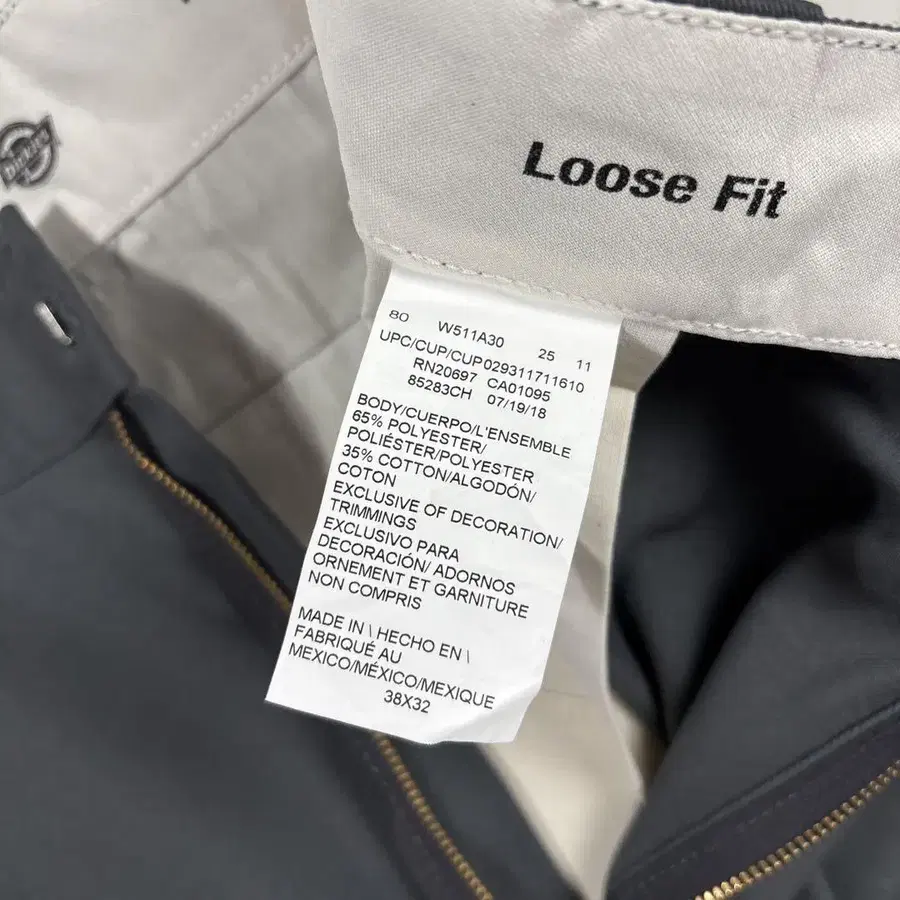 Dickies
Loose Fit
80 W511A30 25 11
UPC/CUP/CUP029311711610
RN20697 CA01095
85283CH 07/19/18
BODY/CUERPO/L'ENSEMBLE
65% POLYESTER/
POLIÉSTER/POLYESTER
35% COTTON/ALGODÓN/
COTON
EXCLUSIVE OF DECORATION/
TRIMMINGS
EXCLUSIVO PARA
DECORACIÓN/ ADORNOS
ORNEMENT ET GARNITURE
NON COMPRIS
MADE IN \ HECHO EN \
FABRIQUÉ AU
MEXICO/MÉXICO/MEXIQUE
38X32